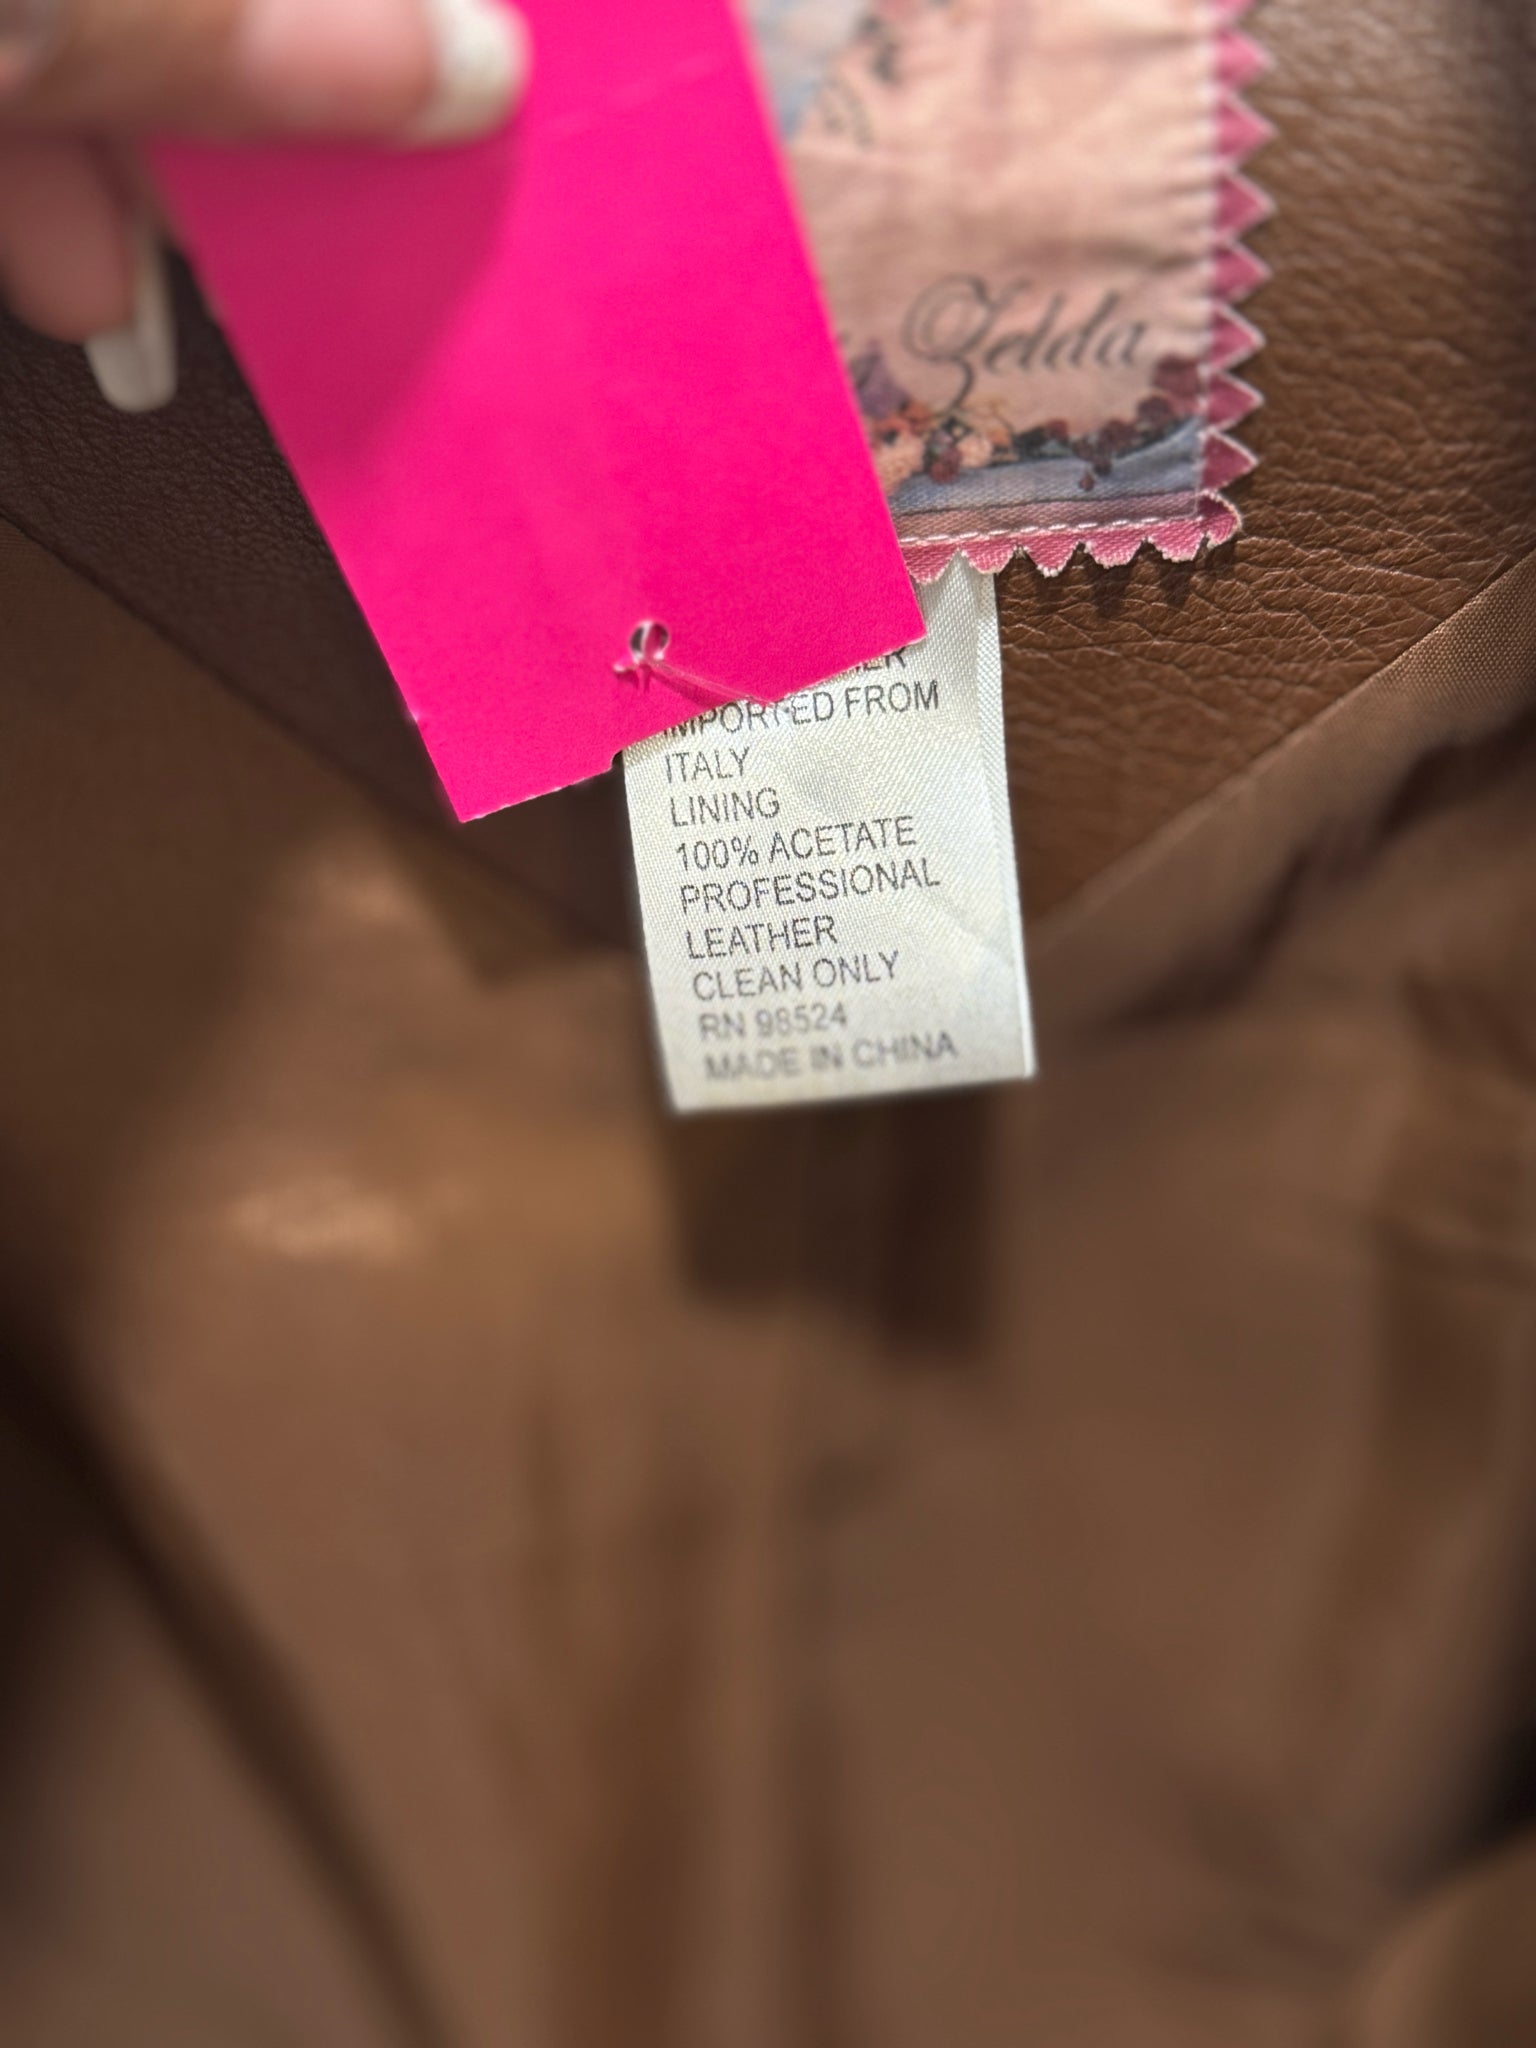 Zelda
IMPORTED FROM
ITALY
LINING
100% ACETATE
PROFESSIONAL
LEATHER
CLEAN ONLY
RN 98524
MADE IN CHINA